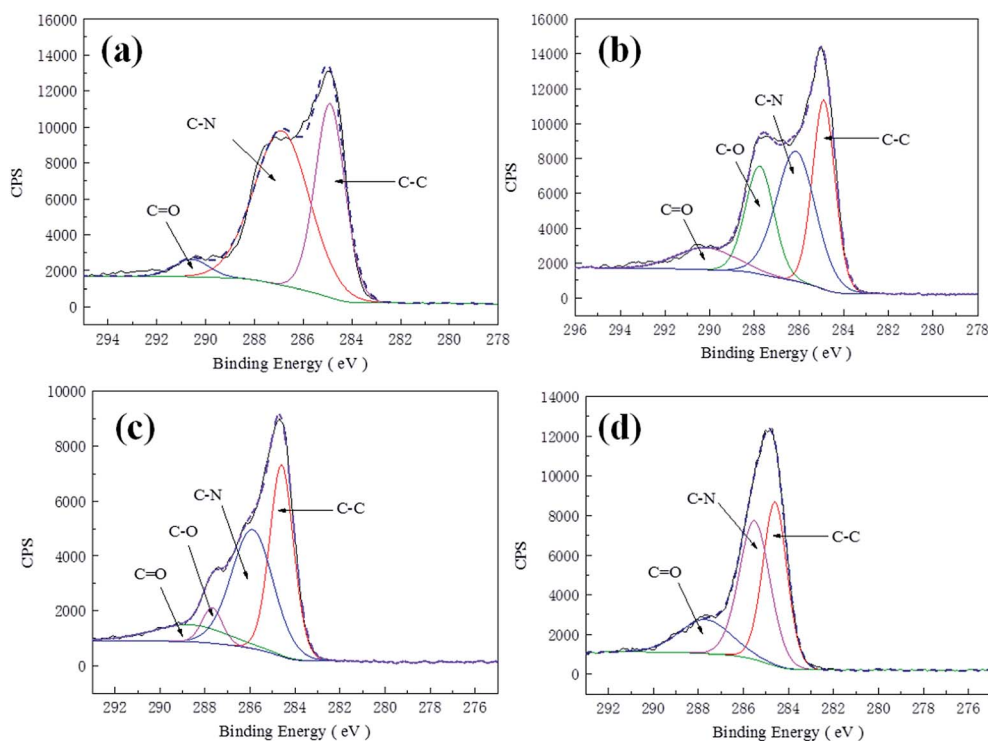 (a)
16000
14000
12000
10000
8000
6000
4000
2000
0
CPS
C-N
C-C
C=O
294 292 290 288 286 284 282 280 278
Binding Energy ( eV )
(b)
16000
14000
12000
10000
8000
6000
4000
2000
0
CPS
C-N
C-O
C-C
C=O
296 294 292 290 288 286 284 282 280 278
Binding Energy ( eV )
(c)
10000
8000
6000
4000
2000
0
CPS
C-N
C-C
C-O
C=O
292 290 288 286 284 282 280 278 276
Binding Energy ( eV )
(d)
14000
12000
10000
8000
6000
4000
2000
0
CPS
C-N
C-C
C=O
292 290 288 286 284 282 280 278 276
Binding Energy ( eV )